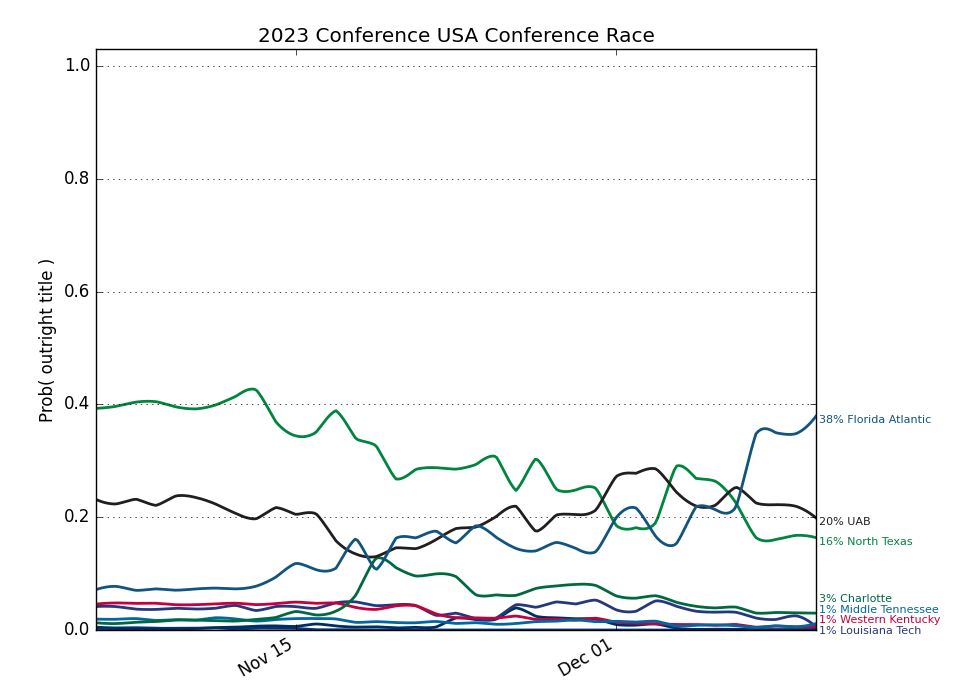 2023 Conference USA Conference Race
1.0
0.8
0.6
0.4
0.2
0.0
Prob( outright title )
Nov 15
Dec 01
38% Florida Atlantic
20% UAB
16% North Texas
3% Charlotte
1% Middle Tennessee
1% Western Kentucky
1% Louisiana Tech